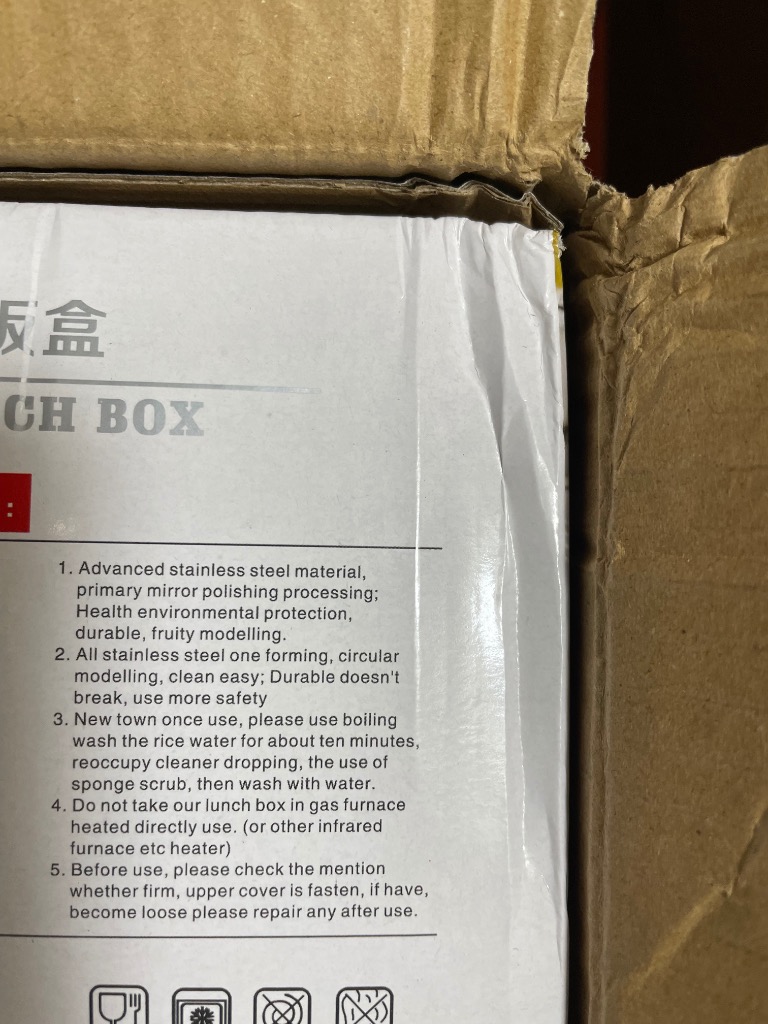 盒
CH BOX
:
1. Advanced stainless steel material,
primary mirror polishing processing;
Health environmental protection,
durable, fruity modelling.
2. All stainless steel one forming, circular
modelling, clean easy; Durable doesn't
break, use more safety
3. New town once use, please use boiling
wash the rice water for about ten minutes,
reoccupy cleaner dropping, the use of
sponge scrub, then wash with water.
4. Do not take our lunch box in gas furnace
heated directly use. (or other infrared
furnace etc heater)
5. Before use, please check the mention
whether firm, upper cover is fasten, if have,
become loose please repair any after use.